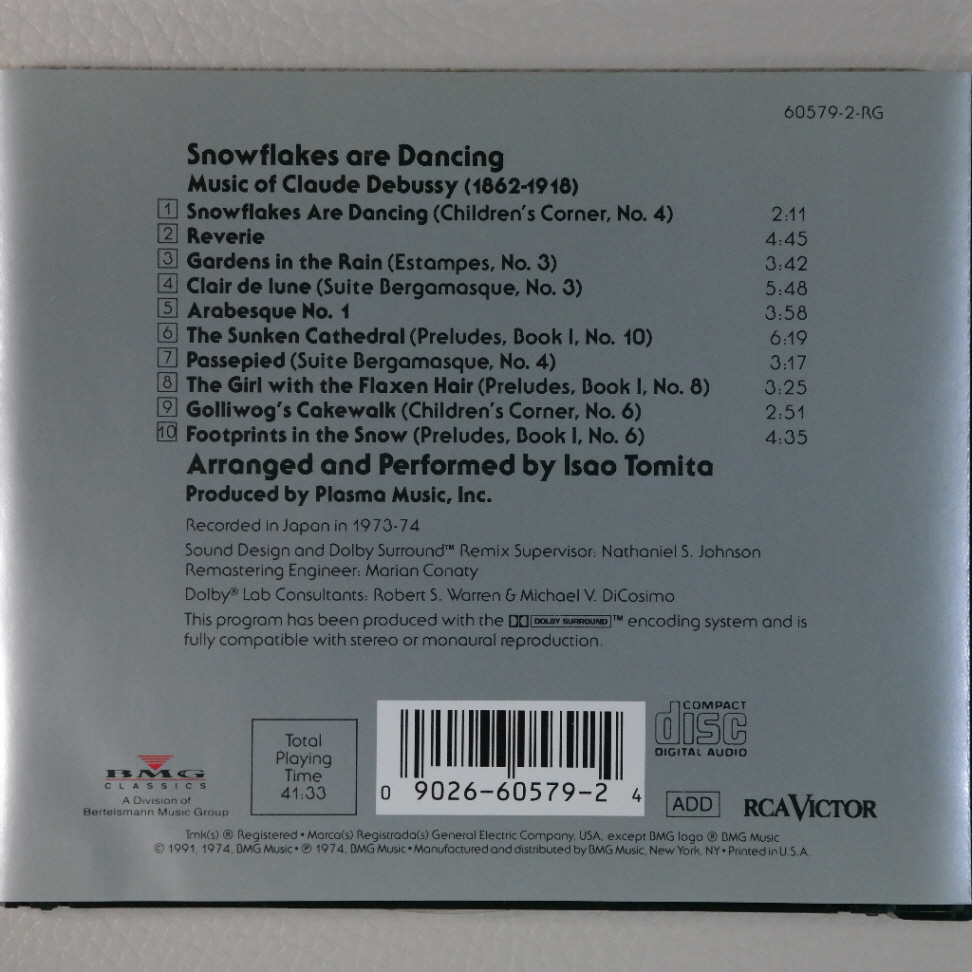 60579-2-RG
Snowflakes are Dancing
Music of Claude Debussy (1862-1918)
1 Snowflakes Are Dancing (Children's Corner, No. 4) 2:11
2 Reverie 4:45
3 Gardens in the Rain (Estampes, No. 3) 3:42
4 Clair de lune (Suite Bergamasque, No. 3) 5:48
5 Arabesque No. 1 3:58
6 The Sunken Cathedral (Preludes, Book I, No. 10) 6:19
7 Passepied (Suite Bergamasque, No. 4) 3:17
8 The Girl with the Flaxen Hair (Preludes, Book I, No. 8) 3:25
9 Golliwog's Cakewalk (Children's Corner, No. 6) 2:51
10 Footprints in the Snow (Preludes, Book I, No. 6) 4:35
Arranged and Performed by Isao Tomita
Produced by Plasma Music, Inc.
Recorded in Japan in 1973-74
Sound Design and Dolby Surround™ Remix Supervisor: Nathaniel S. Johnson
Remastering Engineer: Marian Conaty
Dolby® Lab Consultants: Robert S. Warren & Michael V. DiCosimo
This program has been produced with the DOLBY SURROUND™ encoding system and is
fully compatible with stereo or monaural reproduction.
BMG
CLASSICS
A Division of
Bertelsmann Music Group
Total
Playing
Time
41:33
0 9026-60579-2 4
COMPACT
disc
DIGITAL AUDIO
ADD
RCA VICTOR
Tmk(s) ® Registered • Marca(s) Registrada(s) General Electric Company, USA, except BMG logo ® BMG Music
© 1991, 1974, BMG Music • ℗ 1974, BMG Music • Manufactured and distributed by BMG Music, New York, NY • Printed in U.S.A.